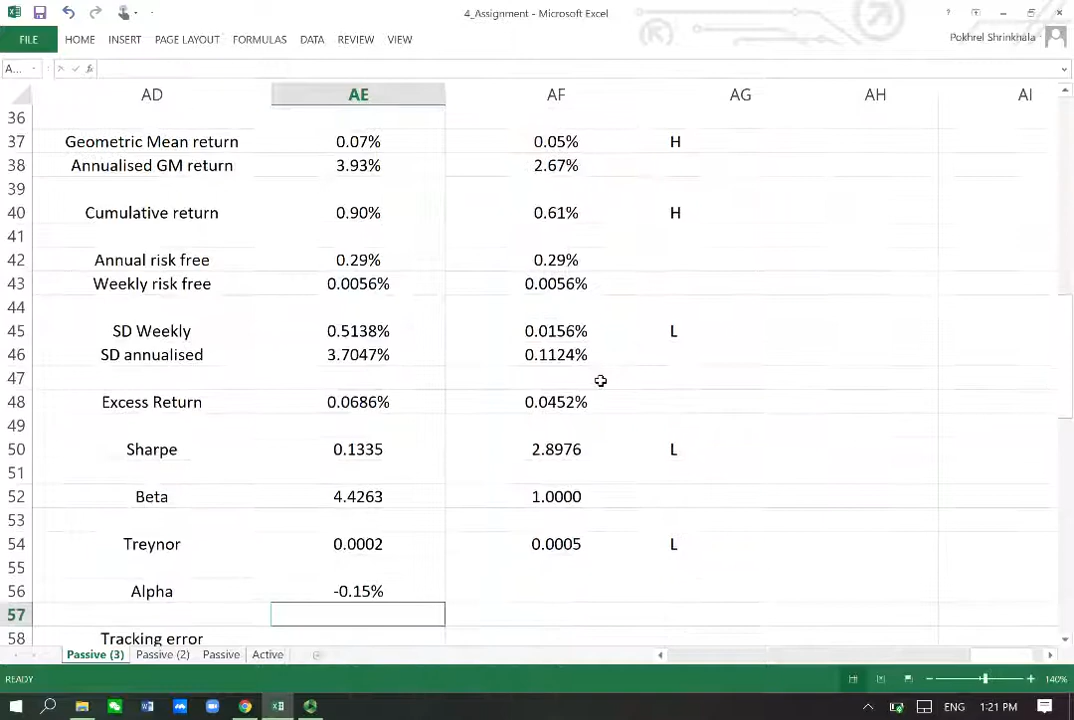 4_Assignment - Microsoft Excel
?
FILE HOME INSERT PAGE LAYOUT FORMULAS DATA REVIEW VIEW Pokhrel Shrinkhala
A... fx
AD AE AF AG AH AI
36
37 Geometric Mean return 0.07% 0.05% H
38 Annualised GM return 3.93% 2.67%
39
40 Cumulative return 0.90% 0.61% H
41
42 Annual risk free 0.29% 0.29%
43 Weekly risk free 0.0056% 0.0056%
44
45 SD Weekly 0.5138% 0.0156% L
46 SD annualised 3.7047% 0.1124%
47
48 Excess Return 0.0686% 0.0452%
49
50 Sharpe 0.1335 2.8976 L
51
52 Beta 4.4263 1.0000
53
54 Treynor 0.0002 0.0005 L
55
56 Alpha -0.15%
57
58 Tracking error
Passive (3) Passive (2) Passive Active
READY 140%
ENG 1:21 PM